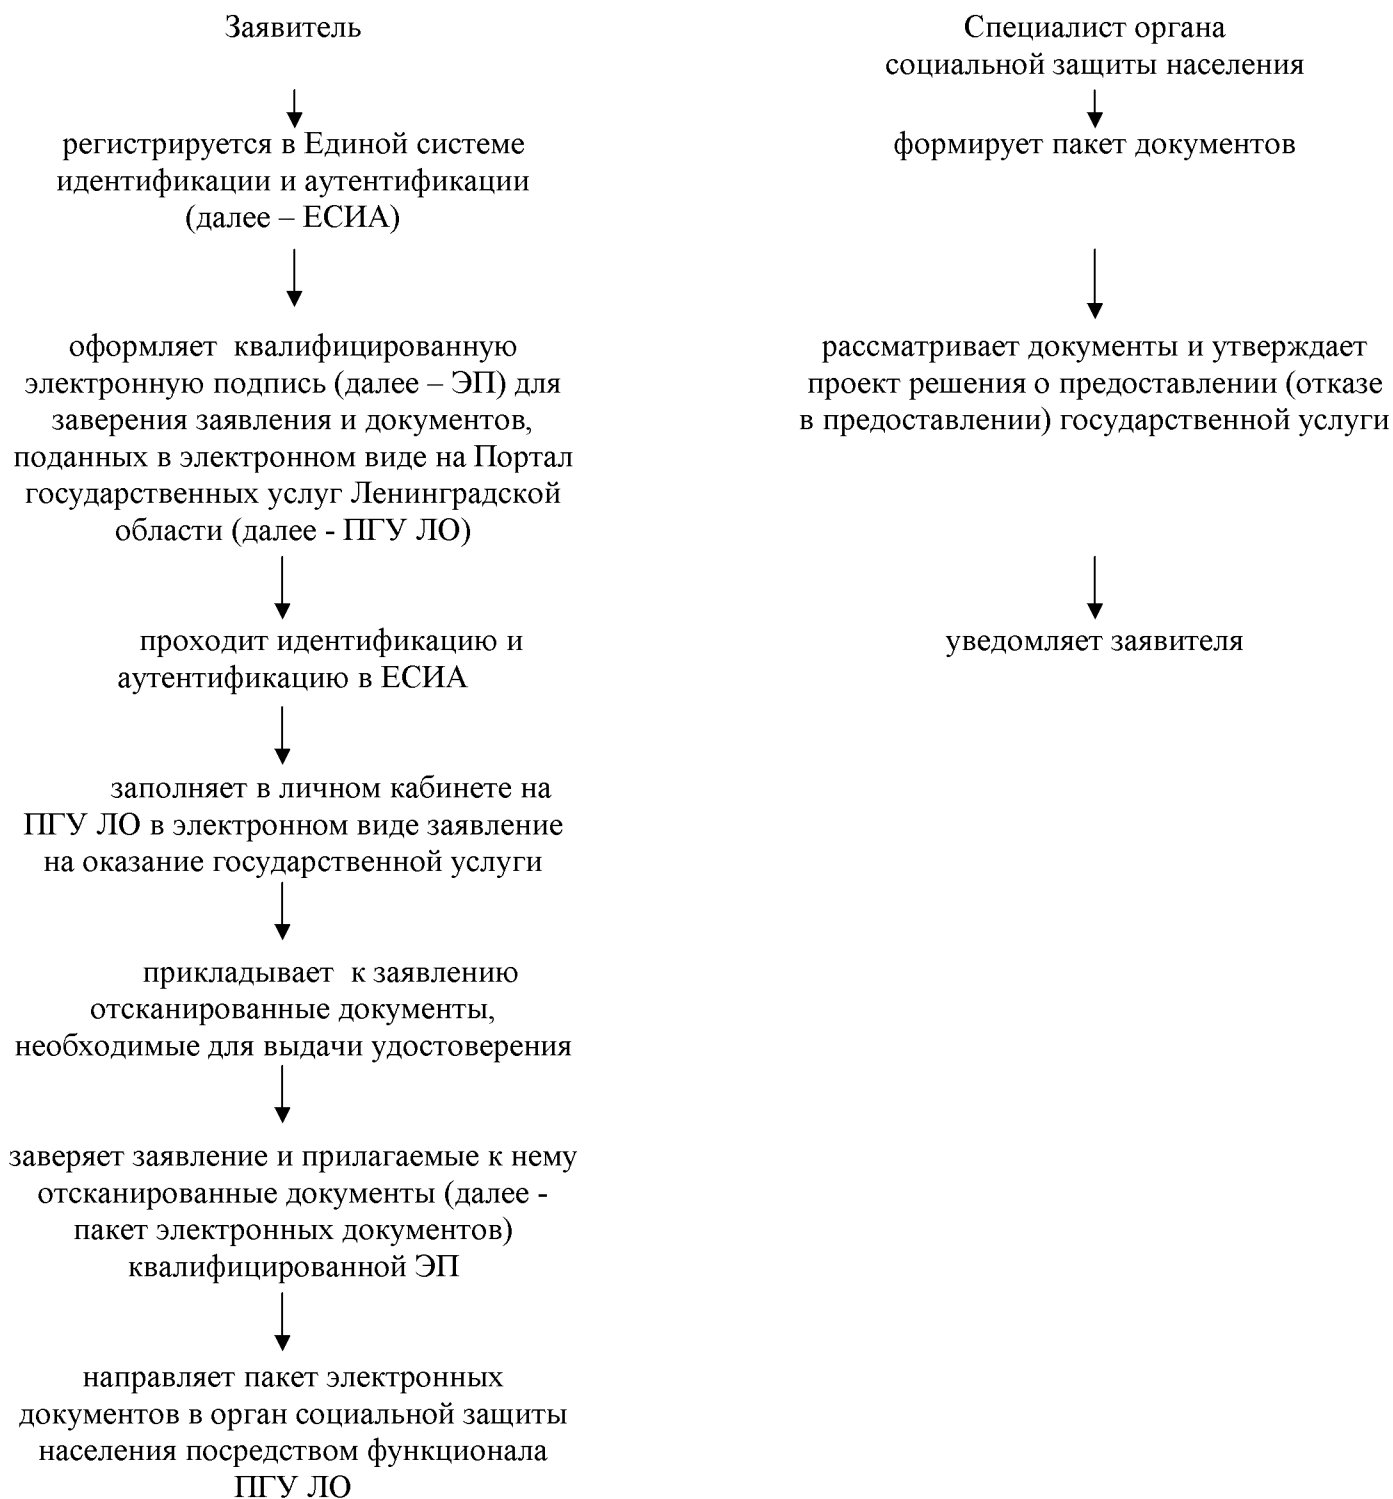 Заявитель
регистрируется в Единой системе
идентификации и аутентификации
(далее – ЕСИА)
оформляет  квалифицированную
электронную подпись (далее – ЭП) для
заверения заявления и документов,
поданных в электронном виде на Портал
государственных услуг Ленинградской
области (далее - ПГУ ЛО)
проходит идентификацию и
аутентификацию в ЕСИА
заполняет в личном кабинете на
ПГУ ЛО в электронном виде заявление
на оказание государственной услуги
прикладывает  к заявлению
отсканированные документы,
необходимые для выдачи удостоверения
заверяет заявление и прилагаемые к нему
отсканированные документы (далее -
пакет электронных документов)
квалифицированной ЭП
направляет пакет электронных
документов в орган социальной защиты
населения посредством функционала
ПГУ ЛО
Специалист органа
социальной защиты населения
формирует пакет документов
рассматривает документы и утверждает
проект решения о предоставлении (отказе
в предоставлении) государственной услуги
уведомляет заявителя